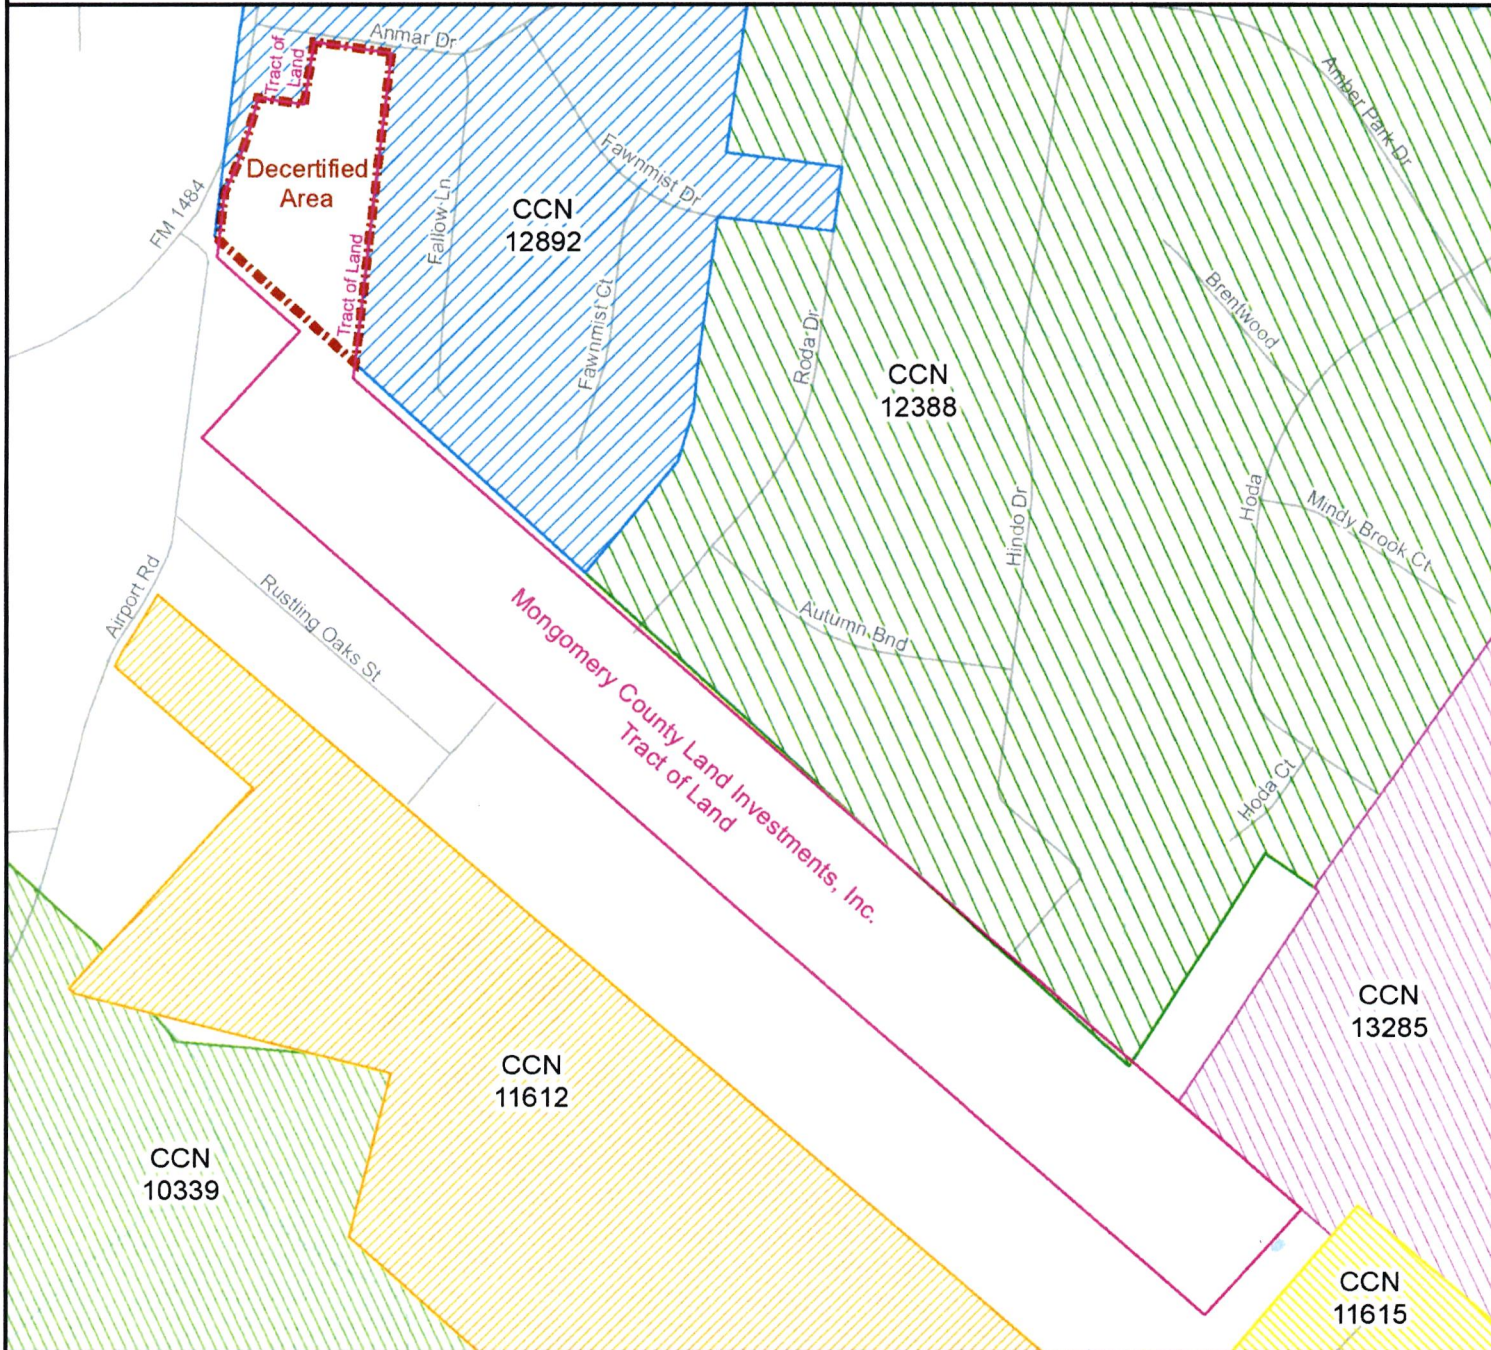 Anmar Dr
Tract of
Land
Amber Park Dr
Decertified
Area
Fawnmist Dr
FM 1484
Fallow Ln
CCN
12892
Tract of Land
Fawnmist Ct
Roda Dr
Brentwood
CCN
12388
Hindo Dr
Hoda
Mindy Brook Ct
Airport Rd
Rustling Oaks St
Autumn Bnd
Mongomery County Land Investments, Inc.
Tract of Land
Hoda Ct
CCN
13285
CCN
11612
CCN
10339
CCN
11615